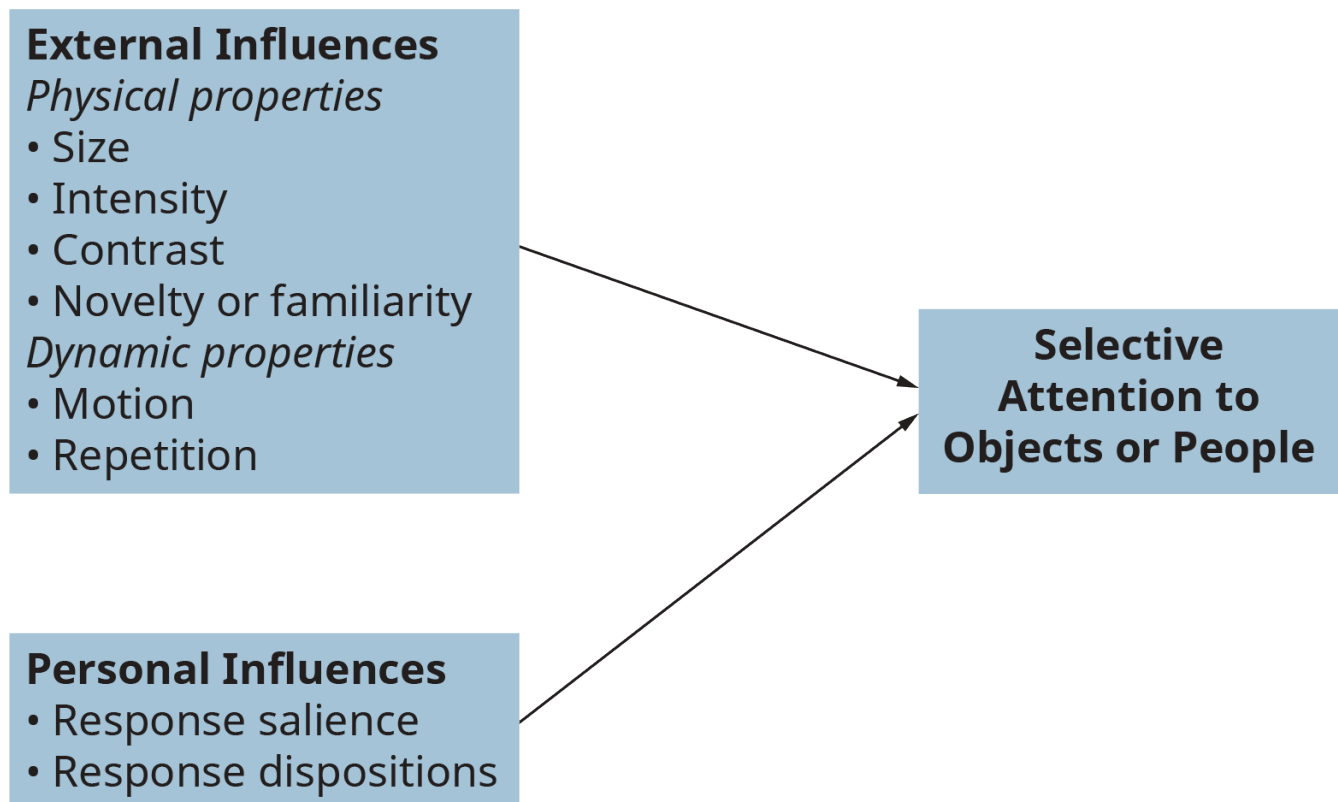 External Influences
Physical properties
• Size
• Intensity
• Contrast
• Novelty or familiarity
Dynamic properties
• Motion
• Repetition
Selective
Attention to
Objects or People
Personal Influences
• Response salience
• Response dispositions